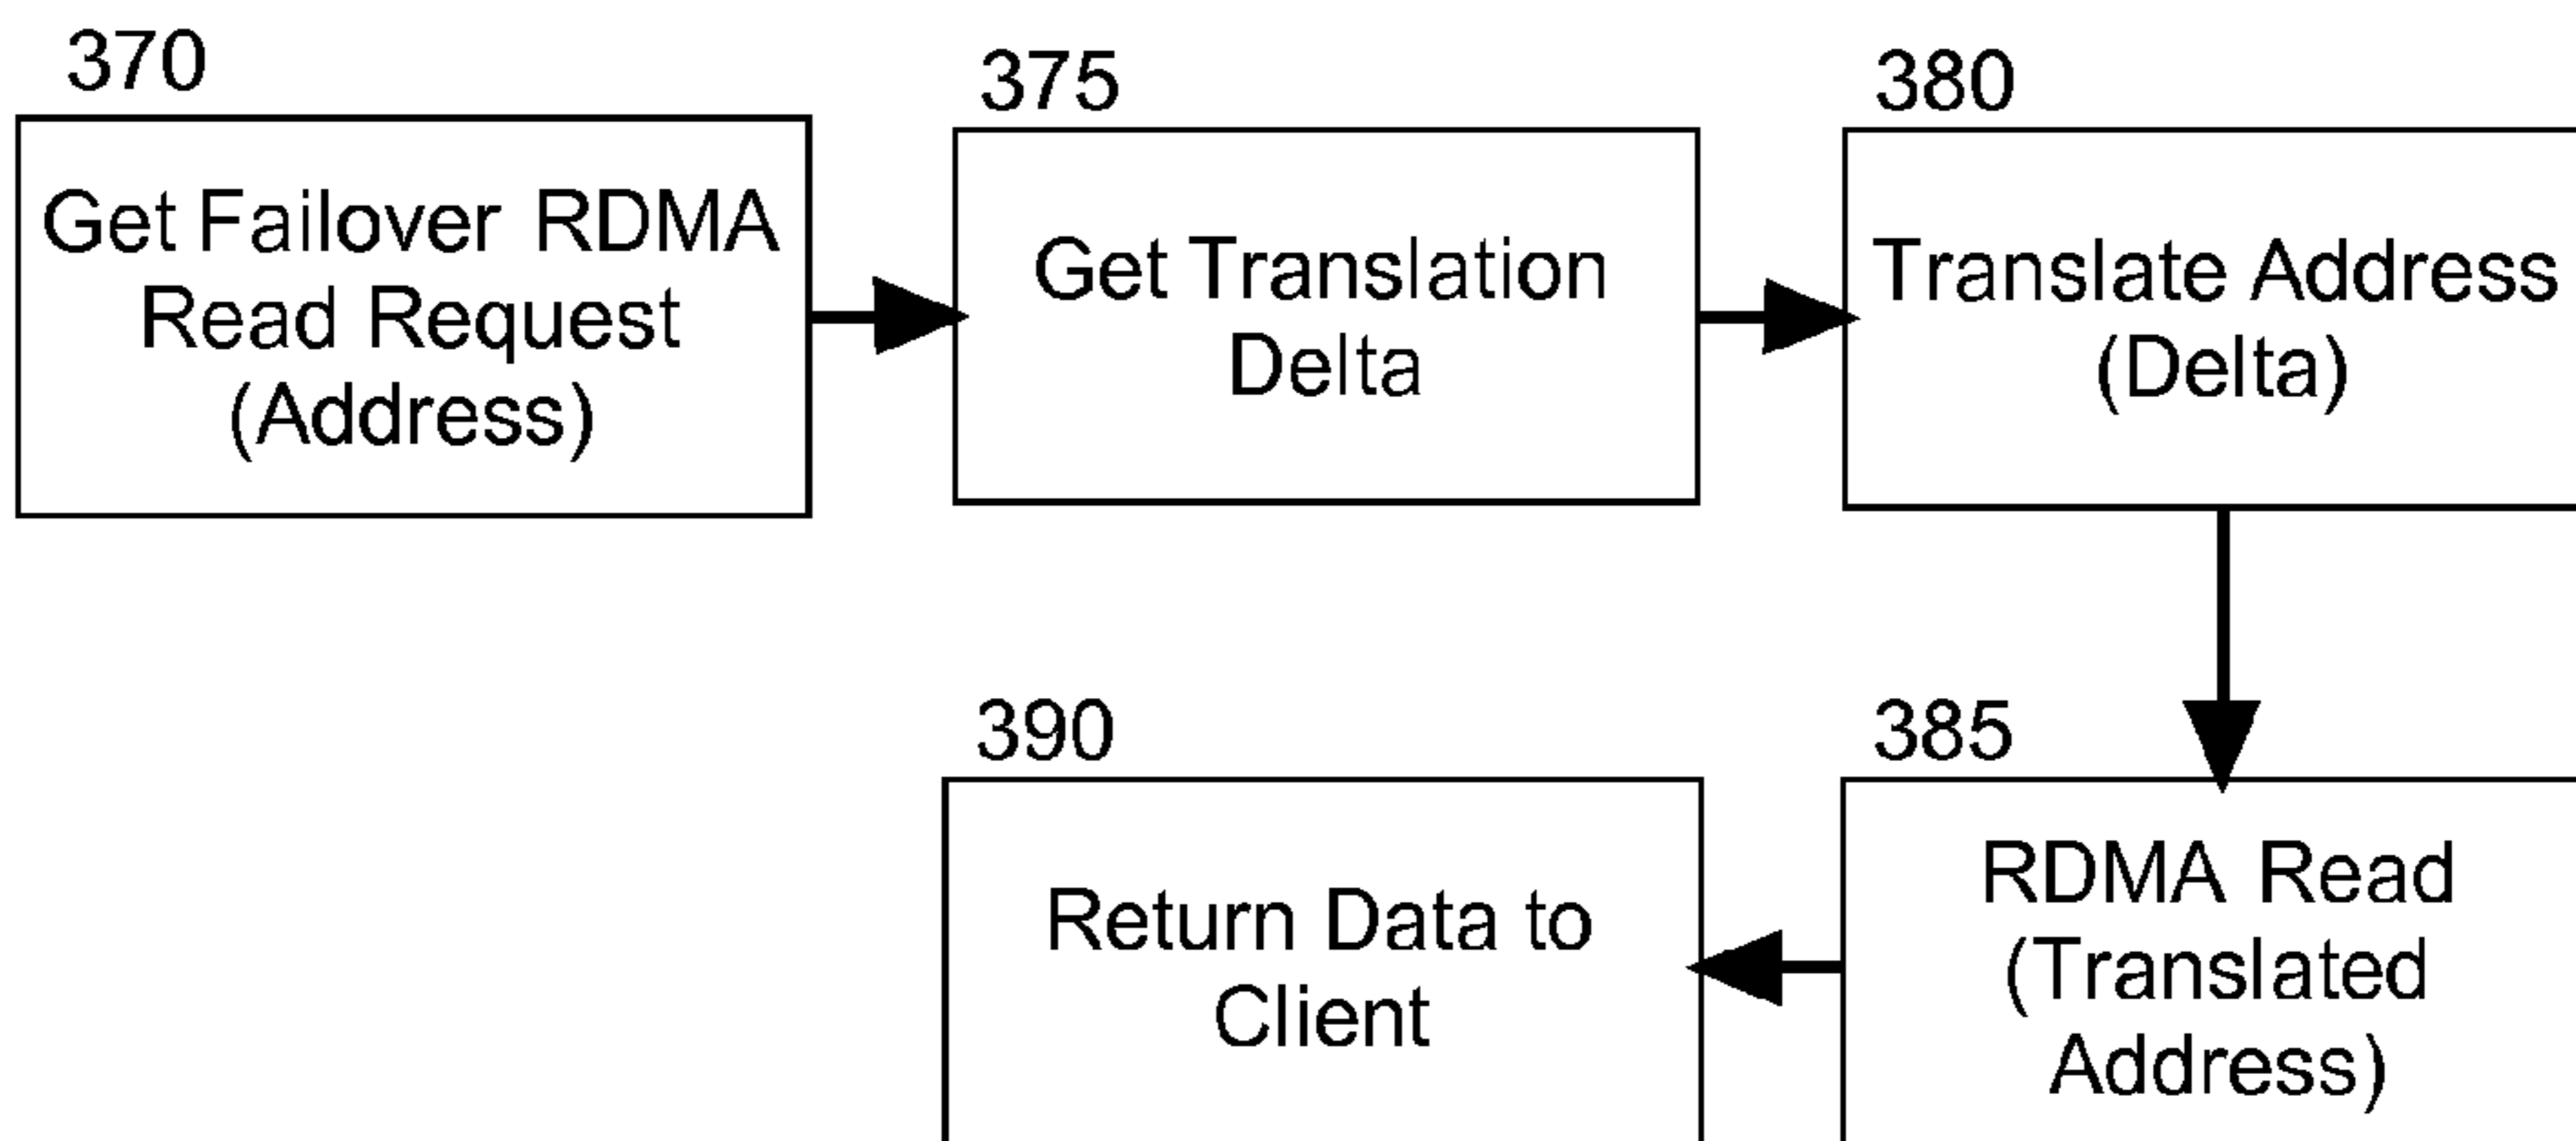 370
Get Failover RDMA
Read Request
(Address)
375
Get Translation
Delta
380
Translate Address
(Delta)
385
RDMA Read
(Translated
Address)
390
Return Data to
Client